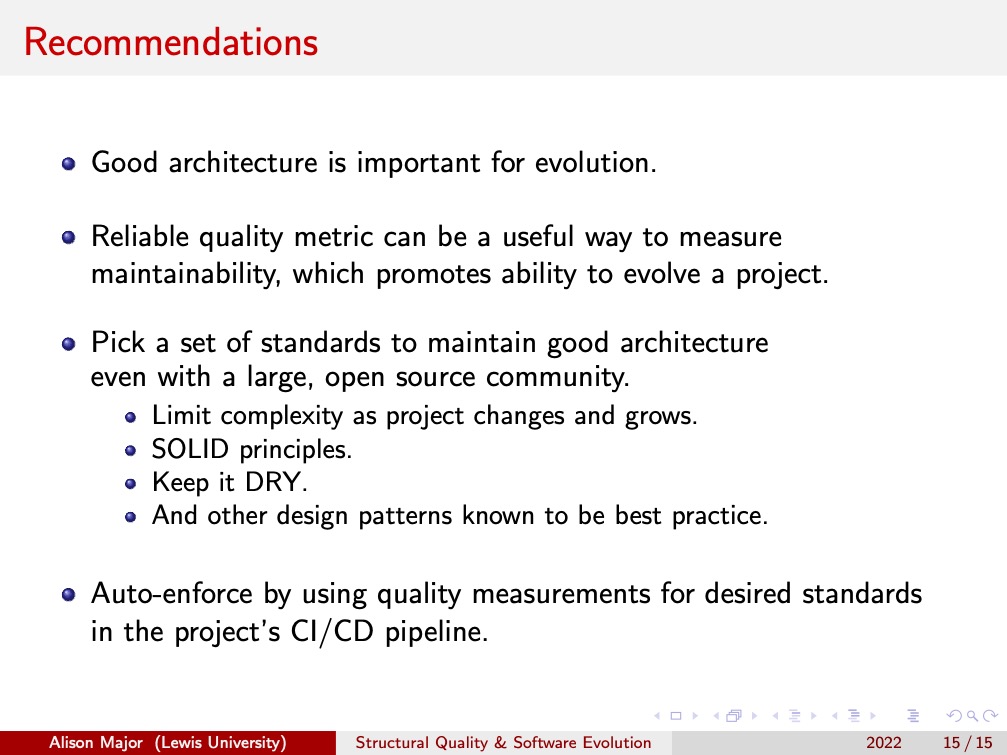 Recommendations
Good architecture is important for evolution.
Reliable quality metric can be a useful way to measure
maintainability, which promotes ability to evolve a project.
Pick a set of standards to maintain good architecture
even with a large, open source community.
Limit complexity as project changes and grows.
SOLID principles.
Keep it DRY.
And other design patterns known to be best practice.
Auto-enforce by using quality measurements for desired standards
in the project's CI/CD pipeline.
Alison Major (Lewis University) Structural Quality & Software Evolution 2022 15 / 15